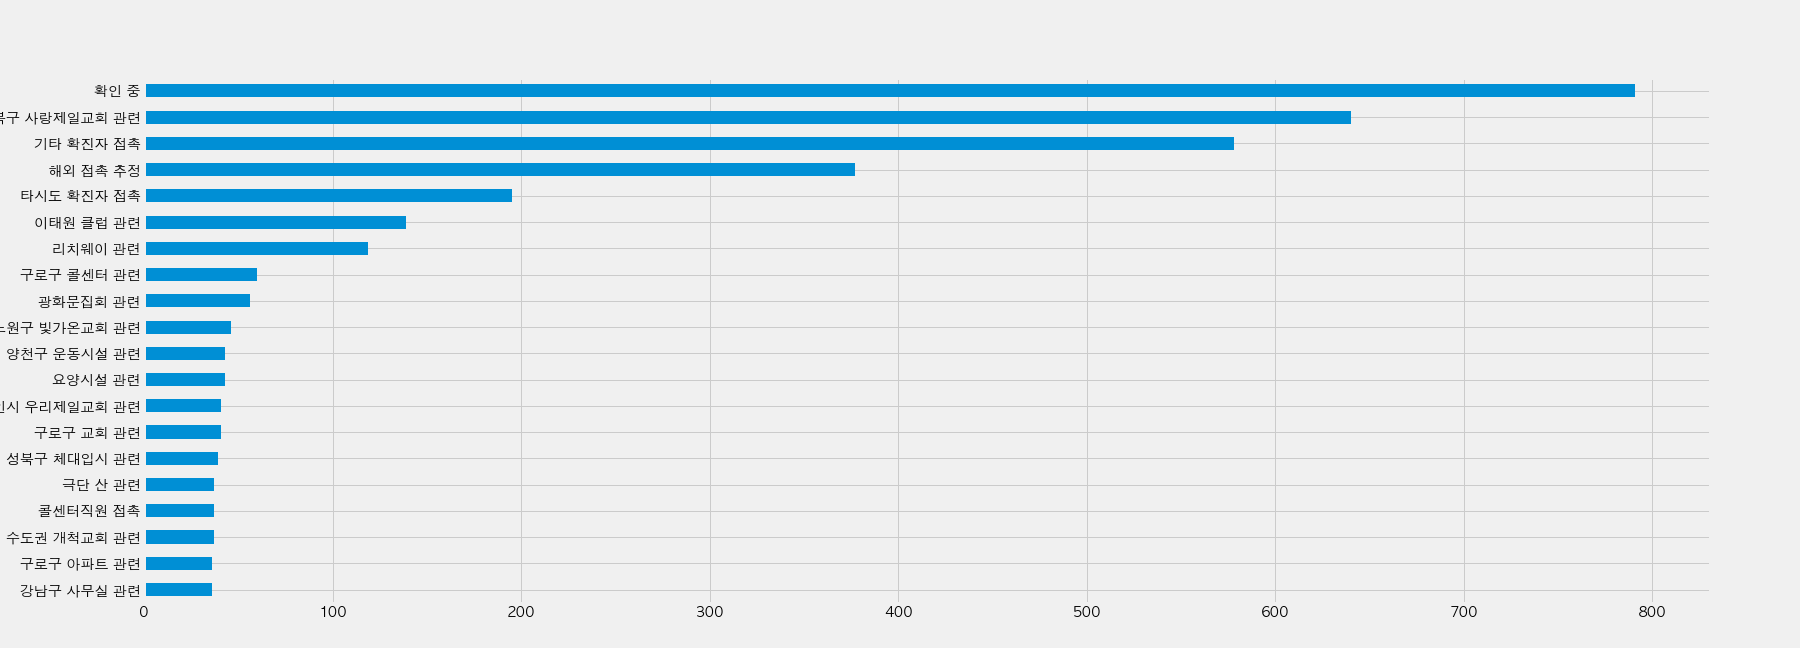 확인 중
사랑제일교회 관련
기타 확진자 접촉
해외 접촉 추정
타시도 확진자 접촉
이태원 클럽 관련
리치웨이 관련
구로구 콜센터 관련
광화문집회 관련
빛가온교회 관련
양천구 운동시설 관련
요양시설 관련
우리제일교회 관련
구로구 교회 관련
성북구 체대입시 관련
극단 산 관련
콜센터직원 접촉
수도권 개척교회 관련
구로구 아파트 관련
강남구 사무실 관련
0 100 200 300 400 500 600 700 800